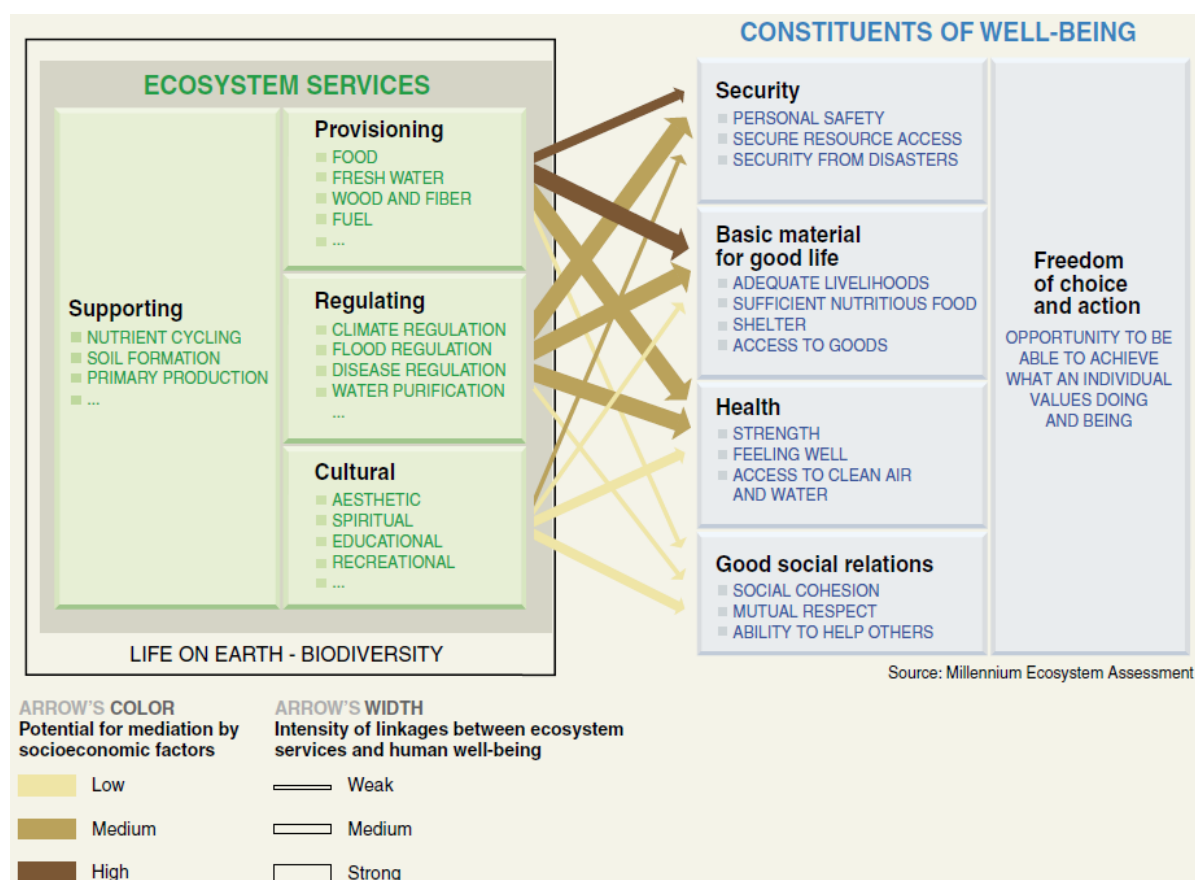 CONSTITUENTS OF WELL-BEING
ECOSYSTEM SERVICES
Supporting
NUTRIENT CYCLING
SOIL FORMATION
PRIMARY PRODUCTION
...
Provisioning
FOOD
FRESH WATER
WOOD AND FIBER
FUEL
...
Regulating
CLIMATE REGULATION
FLOOD REGULATION
DISEASE REGULATION
WATER PURIFICATION
...
Cultural
AESTHETIC
SPIRITUAL
EDUCATIONAL
RECREATIONAL
...
LIFE ON EARTH - BIODIVERSITY
Security
PERSONAL SAFETY
SECURE RESOURCE ACCESS
SECURITY FROM DISASTERS
Basic material
for good life
ADEQUATE LIVELIHOODS
SUFFICIENT NUTRITIOUS FOOD
SHELTER
ACCESS TO GOODS
Health
STRENGTH
FEELING WELL
ACCESS TO CLEAN AIR
AND WATER
Good social relations
SOCIAL COHESION
MUTUAL RESPECT
ABILITY TO HELP OTHERS
Freedom
of choice
and action
OPPORTUNITY TO BE
ABLE TO ACHIEVE
WHAT AN INDIVIDUAL
VALUES DOING
AND BEING
Source: Millennium Ecosystem Assessment
ARROW'S COLOR
Potential for mediation by
socioeconomic factors
Low
Medium
High
ARROW'S WIDTH
Intensity of linkages between ecosystem
services and human well-being
Weak
Medium
Strong